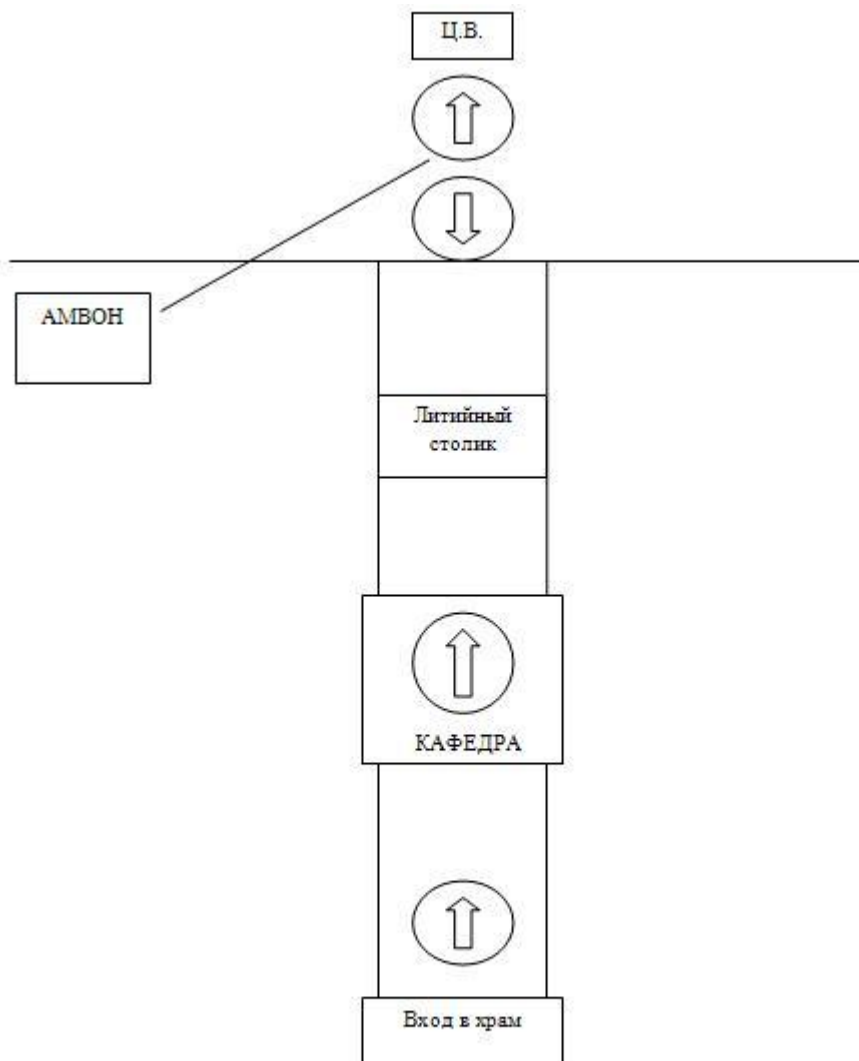 Ц.В.
АМВОН
Литийный
столик
КАФЕДРА
Вход в храм